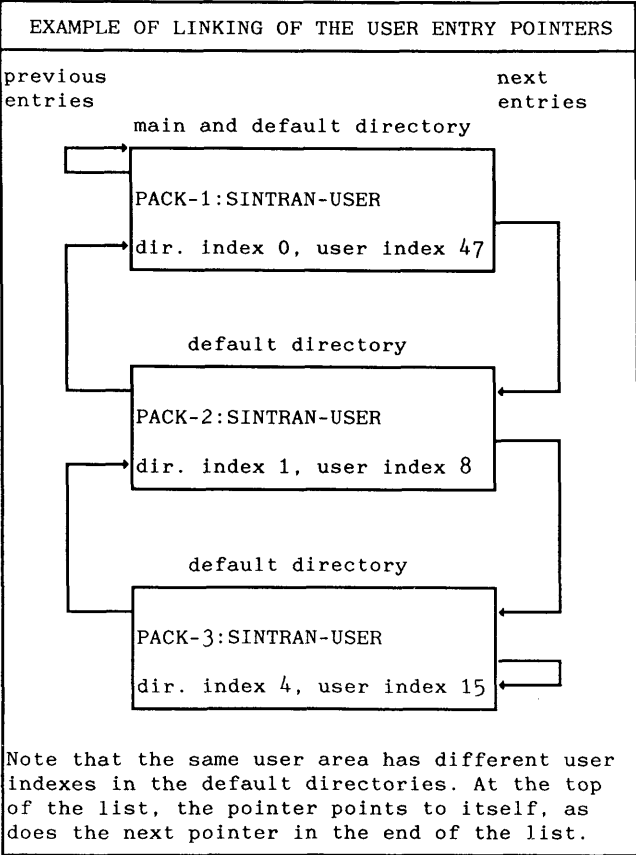 EXAMPLE OF LINKING OF THE USER ENTRY POINTERS
previous
entries
next
entries
main and default directory
PACK-1:SINTRAN-USER
dir. index 0, user index 47
default directory
PACK-2:SINTRAN-USER
dir. index 1, user index 8
default directory
PACK-3:SINTRAN-USER
dir. index 4, user index 15
Note that the same user area has different user
indexes in the default directories. At the top
of the list, the pointer points to itself, as
does the next pointer in the end of the list.